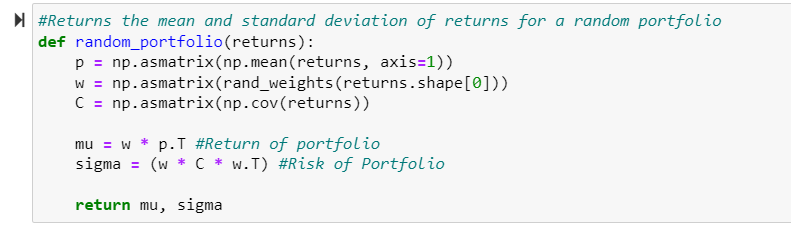 #Returns the mean and standard deviation of returns for a random portfolio
def random_portfolio(returns):
    p = np.asmatrix(np.mean(returns, axis=1))
    w = np.asmatrix(rand_weights(returns.shape[0]))
    C = np.asmatrix(np.cov(returns))

    mu = w * p.T #Return of portfolio
    sigma = (w * C * w.T) #Risk of Portfolio

    return mu, sigma